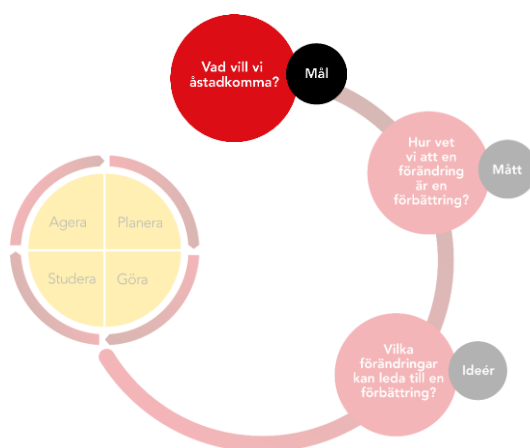 Vad vill vi
åstadkomma?
Mål
Hur vet
vi att en
förändring
är en
förbättring?
Mått
Vilka
förändringar
kan leda till en
förbättring?
Ideér
Agera
Planera
Studera
Göra